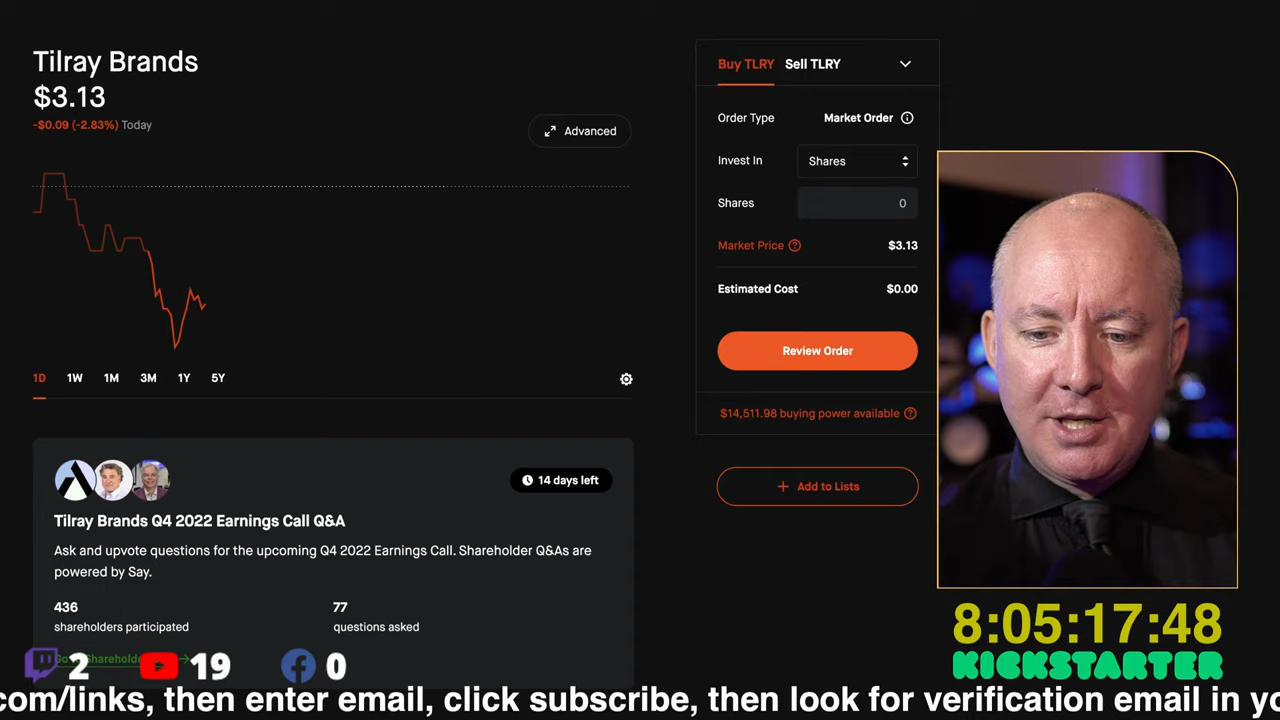 Tilray Brands
$3.13
-$0.09 (-2.83%) Today
Advanced
1D 1W 1M 3M 1Y 5Y
14 days left
Tilray Brands Q4 2022 Earnings Call Q&A
Ask and upvote questions for the upcoming Q4 2022 Earnings Call. Shareholder Q&As are
powered by Say.
436 77
shareholders participated questions asked
Buy TLRY Sell TLRY
Order Type Market Order
Invest In Shares
Shares 0
Market Price $3.13
Estimated Cost $0.00
Review Order
$14,511.98 buying power available
+ Add to Lists
8:05:17:48
KICKSTARTER
2 19 0
com/links, then enter email, click subscribe, then look for verification email in